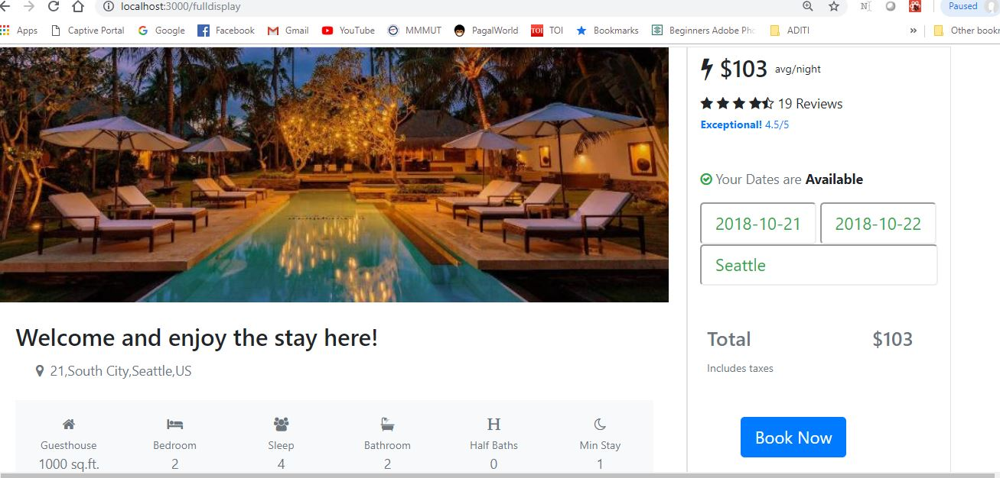 localhost:3000/fulldisplay
Paused
Apps Captive Portal Google Facebook Gmail YouTube MMMUT PagalWorld TOI TOI Bookmarks Beginners Adobe Pho ADITI » Other bookm
$103 avg/night
19 Reviews
Exceptional! 4.5/5
Your Dates are Available
2018-10-21 2018-10-22
Seattle
Welcome and enjoy the stay here!
21,South City,Seattle,US
Total $103
Includes taxes
H
Guesthouse Bedroom Sleep Bathroom Half Baths Min Stay
1000 sq.ft. 2 4 2 0 1
Book Now